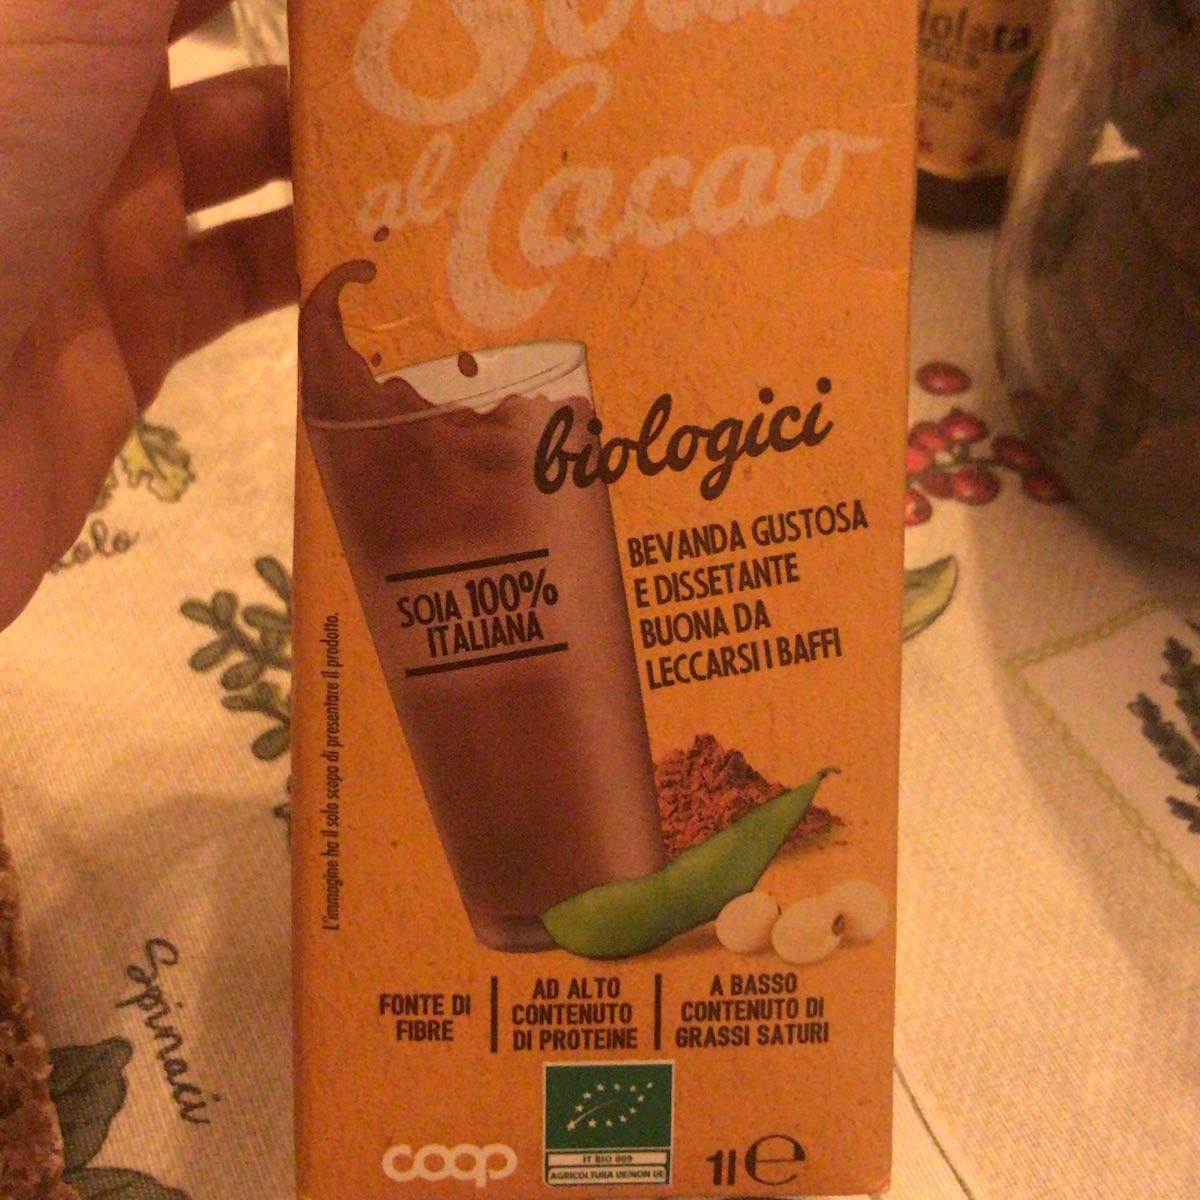 al Cacao
biologici
BEVANDA GUSTOSA
E DISSETANTE
BUONA DA
LECCARSI I BAFFI
SOIA 100%
ITALIANA
L'immagine ha il solo scopo di presentare il prodotto.
FONTE DI
FIBRE
AD ALTO
CONTENUTO
DI PROTEINE
A BASSO
CONTENUTO DI
GRASSI SATURI
coop
IT BIO 009
AGRICOLTURA UE/NON UE
1l e
Spinaci